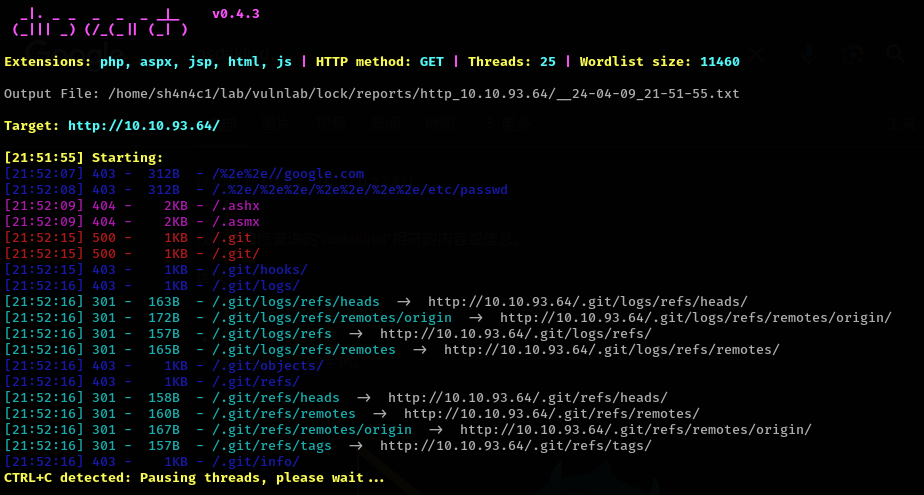 v0.4.3
Extensions: php, aspx, jsp, html, js | HTTP method: GET | Threads: 25 | Wordlist size: 11460
Output File: /home/sh4n4c1/lab/vulnlab/lock/reports/http_10.10.93.64/__24-04-09_21-51-55.txt
Target: http://10.10.93.64/
[21:51:55] Starting:
[21:52:07] 403 -  312B  - /%2e%2e//google.com
[21:52:08] 403 -  312B  - /.%2e/%2e%2e/%2e%2e/%2e%2e/etc/passwd
[21:52:09] 404 -    2KB - /.ashx
[21:52:09] 404 -    2KB - /.asmx
[21:52:15] 500 -    1KB - /.git
[21:52:15] 500 -    1KB - /.git/
[21:52:15] 403 -    1KB - /.git/hooks/
[21:52:16] 403 -    1KB - /.git/logs/
[21:52:16] 301 -  163B  - /.git/logs/refs/heads  ->  http://10.10.93.64/.git/logs/refs/heads/
[21:52:16] 301 -  172B  - /.git/logs/refs/remotes/origin  ->  http://10.10.93.64/.git/logs/refs/remotes/origin/
[21:52:16] 301 -  157B  - /.git/logs/refs  ->  http://10.10.93.64/.git/logs/refs/
[21:52:16] 301 -  165B  - /.git/logs/refs/remotes  ->  http://10.10.93.64/.git/logs/refs/remotes/
[21:52:16] 403 -    1KB - /.git/objects/
[21:52:16] 403 -    1KB - /.git/refs/
[21:52:16] 301 -  158B  - /.git/refs/heads  ->  http://10.10.93.64/.git/refs/heads/
[21:52:16] 301 -  160B  - /.git/refs/remotes  ->  http://10.10.93.64/.git/refs/remotes/
[21:52:16] 301 -  167B  - /.git/refs/remotes/origin  ->  http://10.10.93.64/.git/refs/remotes/origin/
[21:52:16] 301 -  157B  - /.git/refs/tags  ->  http://10.10.93.64/.git/refs/tags/
[21:52:16] 403 -    1KB - /.git/info/
CTRL+C detected: Pausing threads, please wait...